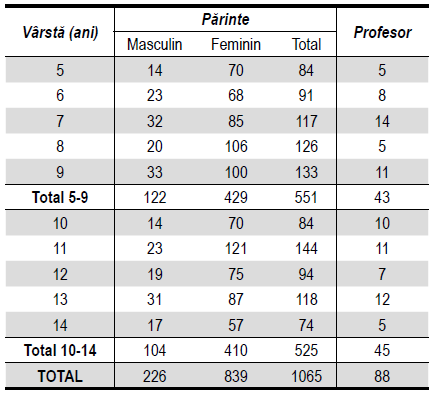 Vârstă (ani) Părinte Profesor
Masculin Feminin Total
5 14 70 84 5
6 23 68 91 8
7 32 85 117 14
8 20 106 126 5
9 33 100 133 11
Total 5-9 122 429 551 43
10 14 70 84 10
11 23 121 144 11
12 19 75 94 7
13 31 87 118 12
14 17 57 74 5
Total 10-14 104 410 525 45
TOTAL 226 839 1065 88